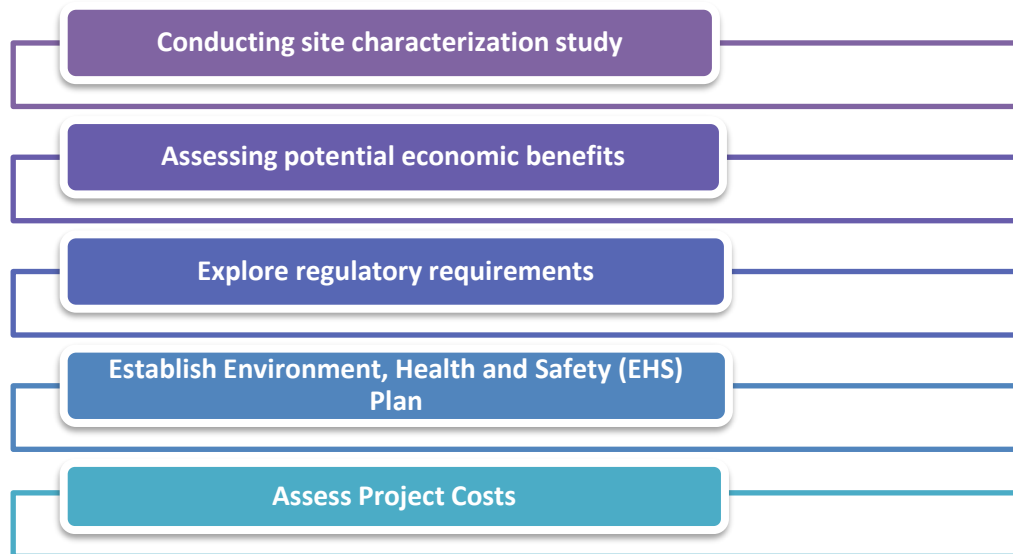 Conducting site characterization study
Assessing potential economic benefits
Explore regulatory requirements
Establish Environment, Health and Safety (EHS)
Plan
Assess Project Costs